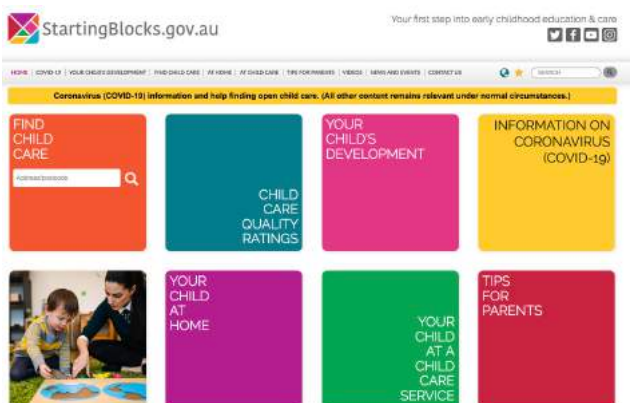 StartingBlocks.gov.au
Your first step into early childhood education & care
HOME | COVID-19 | YOUR CHILD'S DEVELOPMENT | FIND CHILD CARE | AT HOME | AT CHILD CARE | TIPS FOR PARENTS | VIDEOS | NEWS AND EVENTS | CONTACT US
SEARCH
Coronavirus (COVID-19) information and help finding open child care. (All other content remains relevant under normal circumstances.)
FIND
CHILD
CARE
Address/postcode
CHILD
CARE
QUALITY
RATINGS
YOUR
CHILD'S
DEVELOPMENT
INFORMATION ON
CORONAVIRUS
(COVID-19)
YOUR
CHILD
AT
HOME
YOUR
CHILD
AT A
CHILD
CARE
SERVICE
TIPS
FOR
PARENTS